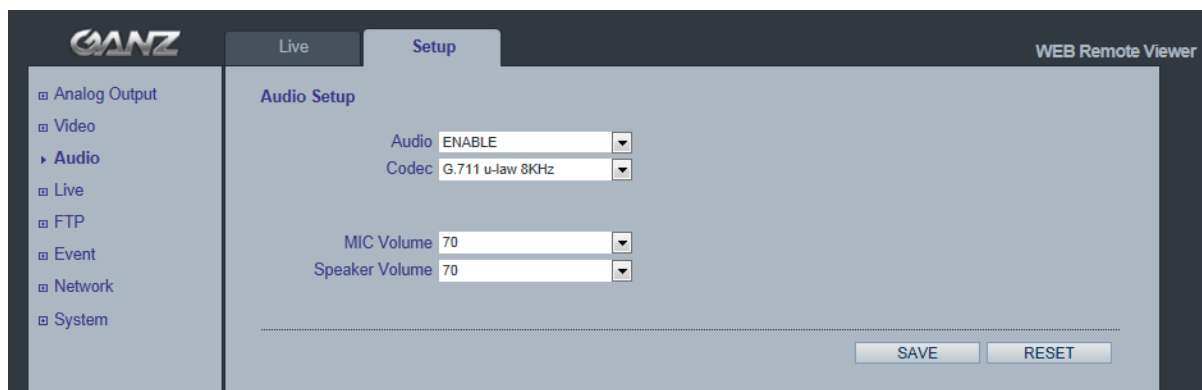 GANZ
Live
Setup
WEB Remote Viewer
Analog Output
Video
Audio
Live
FTP
Event
Network
System
Audio Setup
Audio ENABLE
Codec G.711 u-law 8KHz
MIC Volume 70
Speaker Volume 70
SAVE
RESET